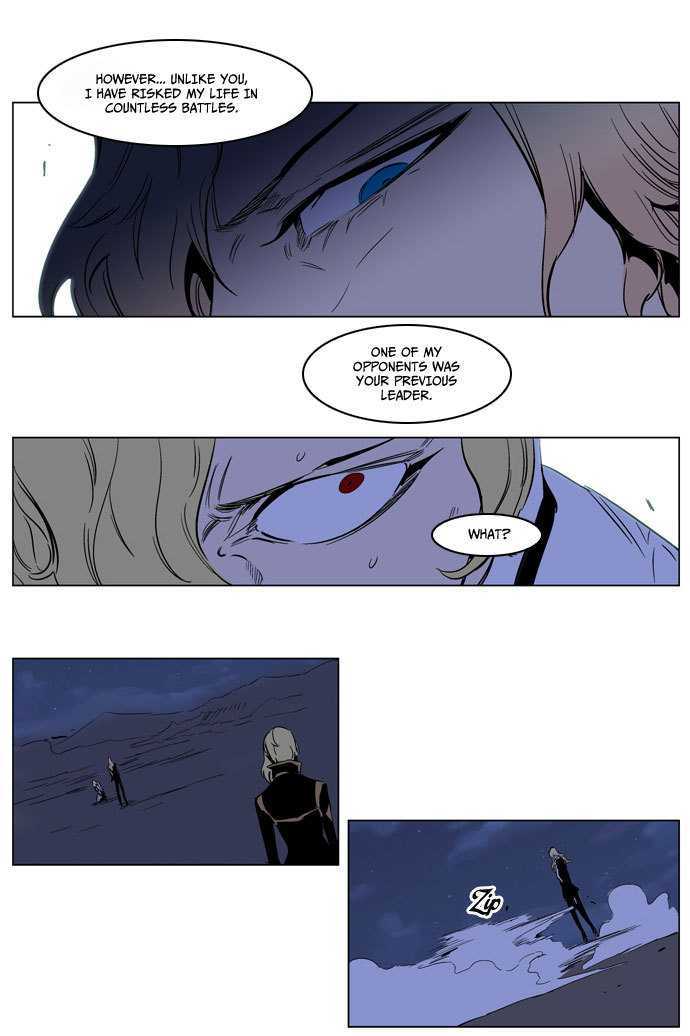 HOWEVER... UNLIKE YOU,
I HAVE RISKED MY LIFE IN
COUNTLESS BATTLES.
ONE OF MY
OPPONENTS WAS
YOUR PREVIOUS
LEADER.
WHAT?
Zip